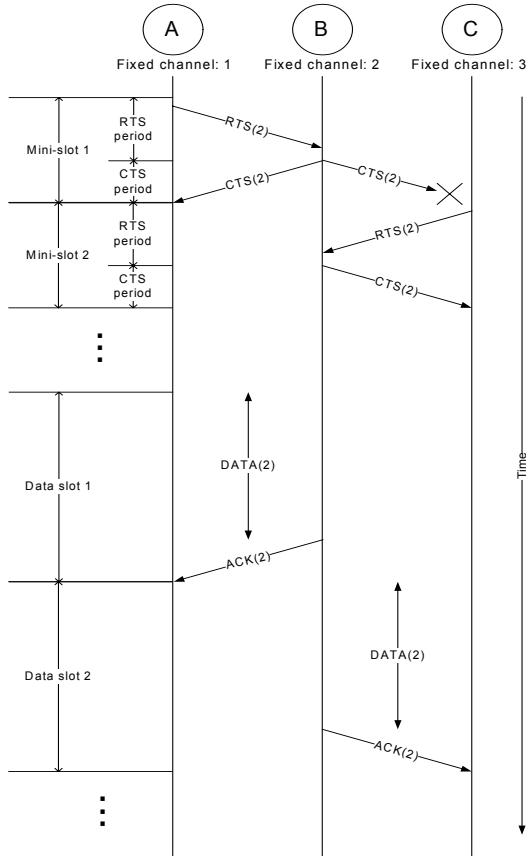 A
B
C
Fixed channel: 1
Fixed channel: 2
Fixed channel: 3
Mini-slot 1
RTS
period
RTS(2)
CTS
period
CTS(2)
CTS(2)
Mini-slot 2
RTS
period
RTS(2)
CTS
period
CTS(2)
Data slot 1
DATA(2)
ACK(2)
Time
Data slot 2
DATA(2)
ACK(2)